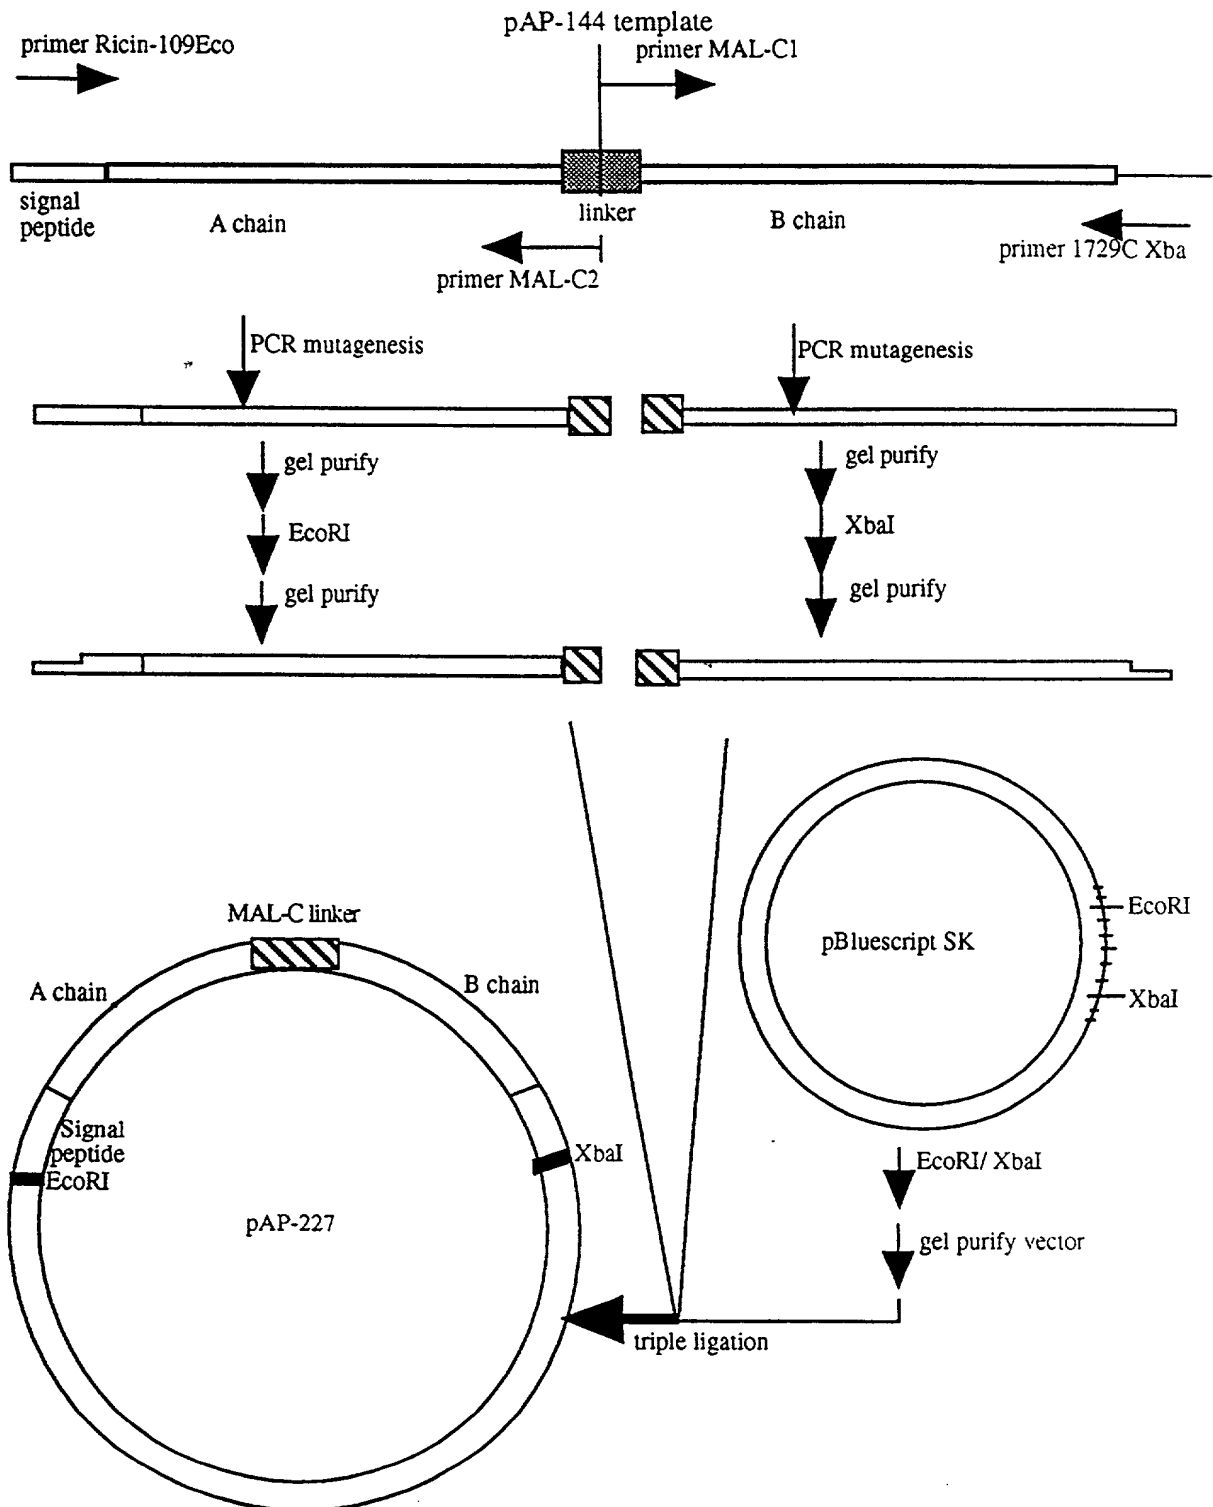 pAP-144 template
primer Ricin-109Eco
primer MAL-C1
signal
peptide
A chain
linker
B chain
primer MAL-C2
primer 1729C Xba
PCR mutagenesis
PCR mutagenesis
gel purify
gel purify
EcoRI
XbaI
gel purify
gel purify
MAL-C linker
A chain
B chain
pBluescript SK
EcoRI
XbaI
Signal
peptide
EcoRI
XbaI
pAP-227
EcoRI/ XbaI
gel purify vector
triple ligation